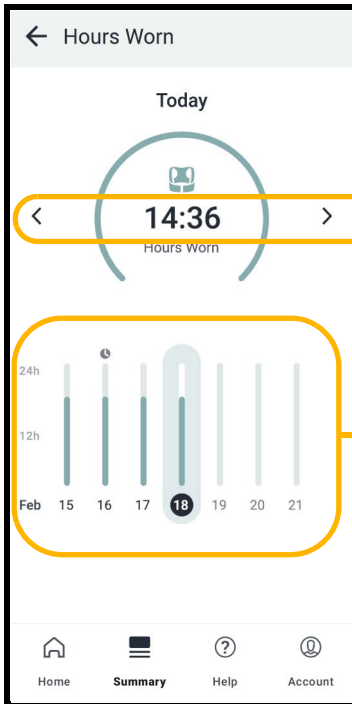 Hours Worn
Today
14:36
Hours Worn
24h
12h
Feb 15 16 17 18 19 20 21
Home Summary Help Account